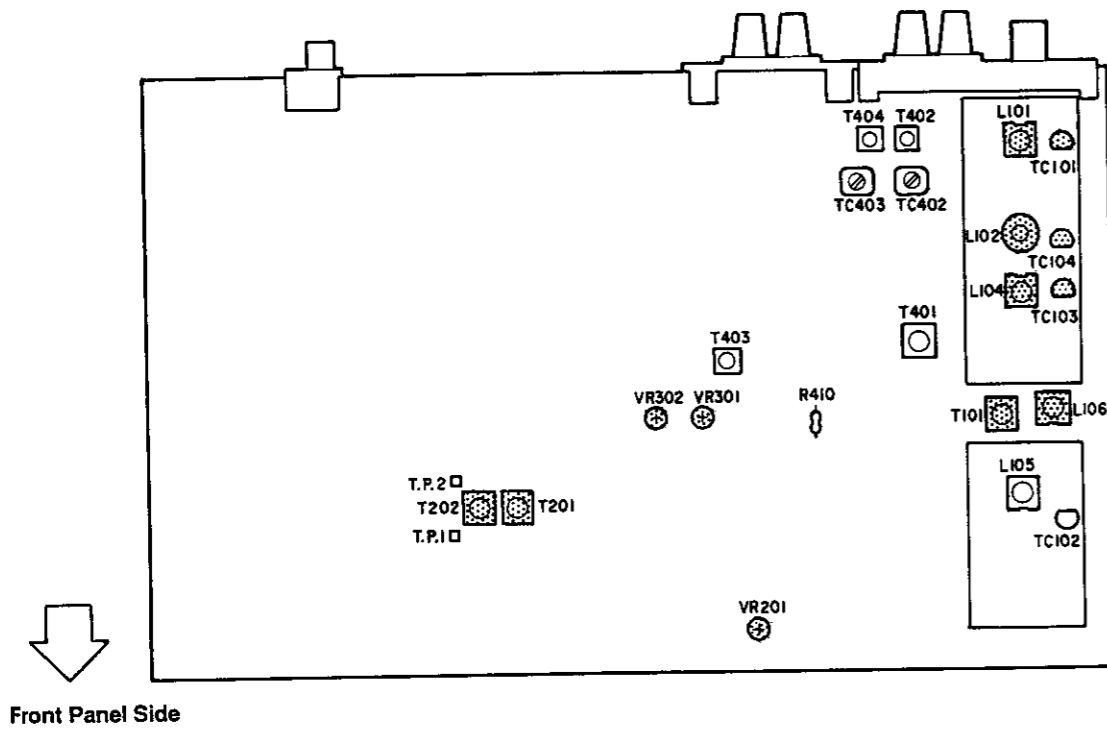 T404 T402
L101
TC101
TC403 TC402
L102
TC104
L104
TC103
T401
T403
VR302 VR301 R410
T101 L106
L105
T.P.2
T202 T201
T.P.1
TC102
VR201
Front Panel Side